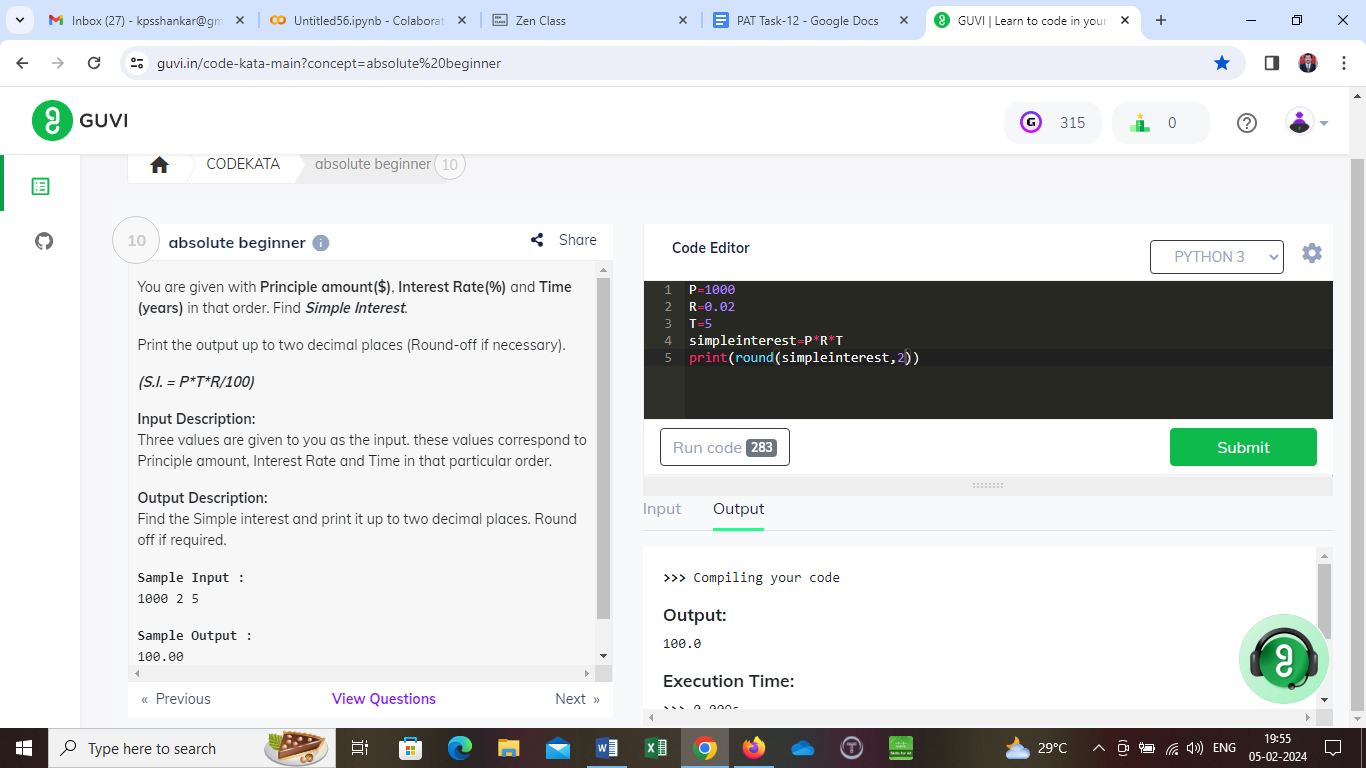 Inbox (27) - kpsshankar@gm
Untitled56.ipynb - Colaborat
Zen Class
PAT Task-12 - Google Docs
GUVI | Learn to code in your
guvi.in/code-kata-main?concept=absolute%20beginner
GUVI
315
0
CODEKATA
absolute beginner 10
10 absolute beginner
Share
You are given with Principle amount($), Interest Rate(%) and Time
(years) in that order. Find Simple Interest.
Print the output up to two decimal places (Round-off if necessary).
(S.I. = P*T*R/100)
Input Description:
Three values are given to you as the input. these values correspond to
Principle amount, Interest Rate and Time in that particular order.
Output Description:
Find the Simple interest and print it up to two decimal places. Round
off if required.
Sample Input :
1000 2 5
Sample Output :
100.00
« Previous
View Questions
Next »
Code Editor
PYTHON 3
1 P=1000
2 R=0.02
3 T=5
4 simpleinterest=P*R*T
5 print(round(simpleinterest,2))
Run code 283
Submit
Input
Output
>>> Compiling your code
Output:
100.0
Execution Time:
>>> 0.000s
Type here to search
29°C
ENG
19:55
05-02-2024